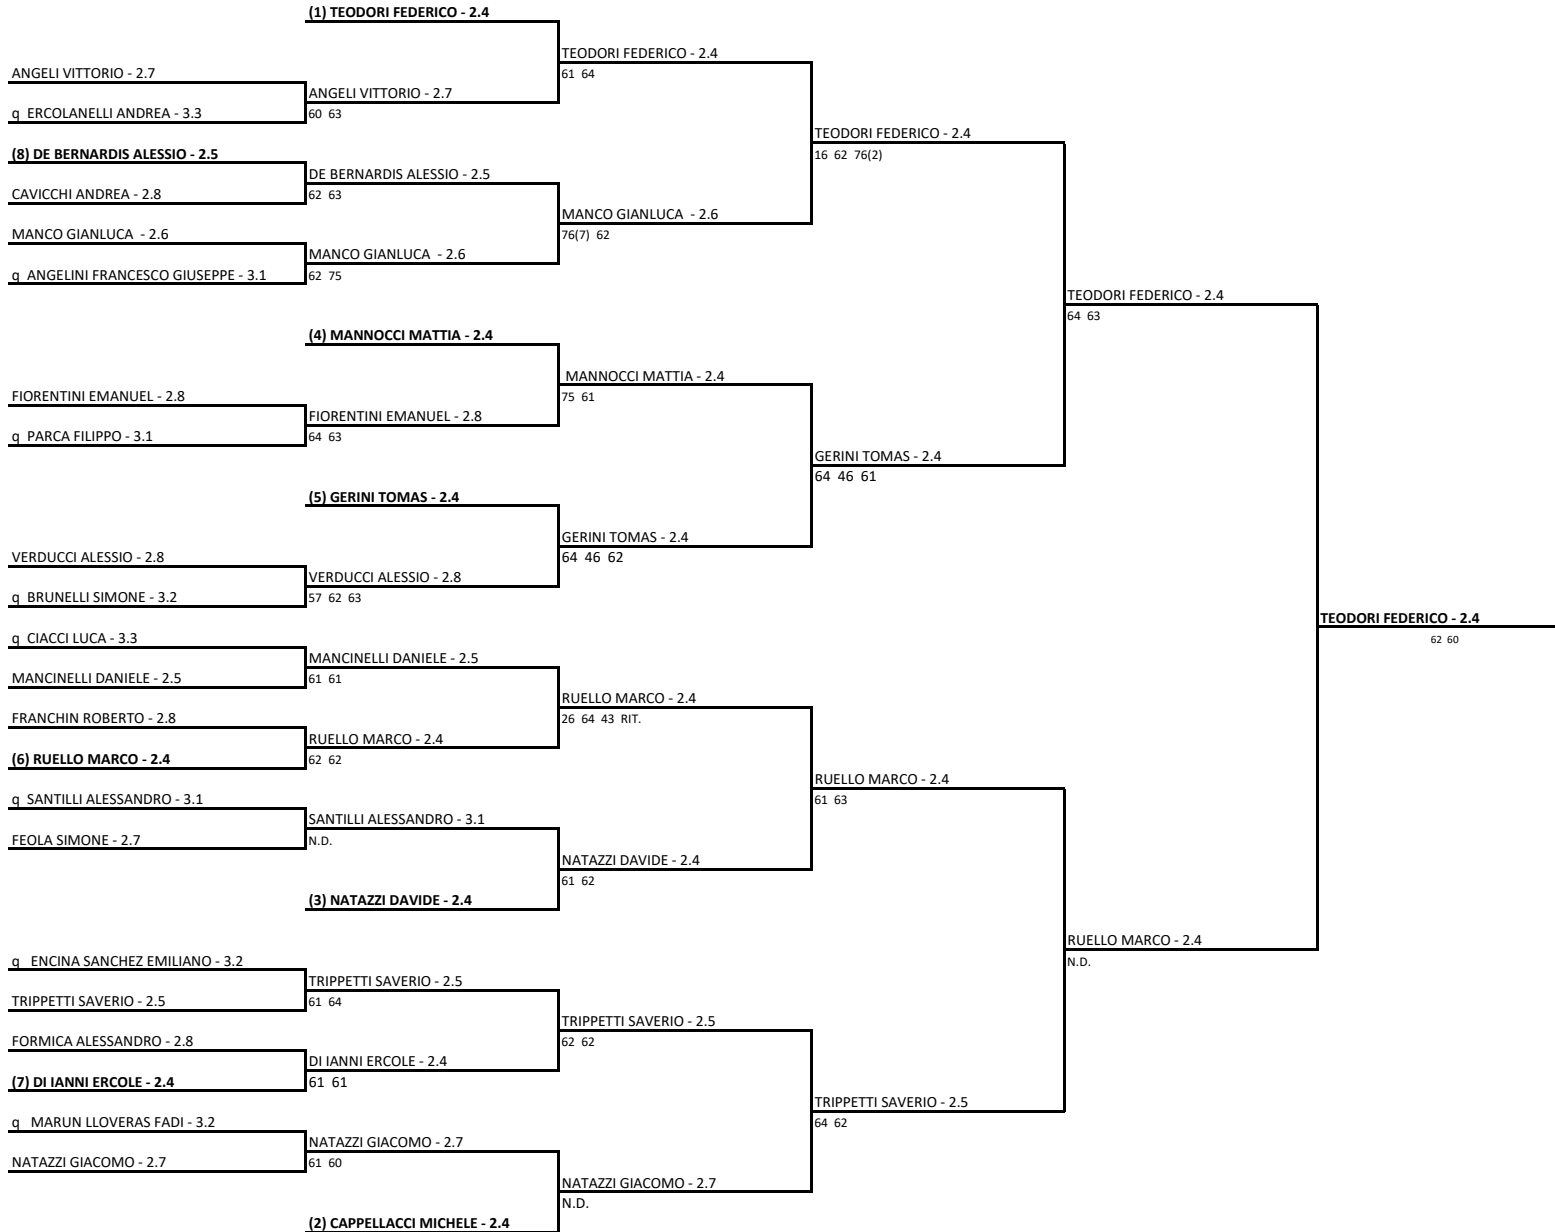 (1) TEODORI FEDERICO - 2.4
TEODORI FEDERICO - 2.4
61 64
ANGELI VITTORIO - 2.7
ANGELI VITTORIO - 2.7
60 63
q ERCOLANELLI ANDREA - 3.3
TEODORI FEDERICO - 2.4
16 62 76(2)
(8) DE BERNARDIS ALESSIO - 2.5
DE BERNARDIS ALESSIO - 2.5
62 63
CAVICCHI ANDREA - 2.8
MANCO GIANLUCA - 2.6
76(7) 62
MANCO GIANLUCA - 2.6
MANCO GIANLUCA - 2.6
62 75
q ANGELINI FRANCESCO GIUSEPPE - 3.1
TEODORI FEDERICO - 2.4
64 63
(4) MANNOCCI MATTIA - 2.4
MANNOCCI MATTIA - 2.4
75 61
FIORENTINI EMANUEL - 2.8
FIORENTINI EMANUEL - 2.8
64 63
q PARCA FILIPPO - 3.1
GERINI TOMAS - 2.4
64 46 61
(5) GERINI TOMAS - 2.4
GERINI TOMAS - 2.4
64 46 62
VERDUCCI ALESSIO - 2.8
VERDUCCI ALESSIO - 2.8
57 62 63
q BRUNELLI SIMONE - 3.2
TEODORI FEDERICO - 2.4
62 60
q CIACCI LUCA - 3.3
MANCINELLI DANIELE - 2.5
61 61
MANCINELLI DANIELE - 2.5
RUELLO MARCO - 2.4
26 64 43 RIT.
FRANCHIN ROBERTO - 2.8
RUELLO MARCO - 2.4
62 62
(6) RUELLO MARCO - 2.4
RUELLO MARCO - 2.4
61 63
q SANTILLI ALESSANDRO - 3.1
SANTILLI ALESSANDRO - 3.1
N.D.
FEOLA SIMONE - 2.7
NATAZZI DAVIDE - 2.4
61 62
(3) NATAZZI DAVIDE - 2.4
RUELLO MARCO - 2.4
N.D.
q ENCINA SANCHEZ EMILIANO - 3.2
TRIPPETTI SAVERIO - 2.5
61 64
TRIPPETTI SAVERIO - 2.5
TRIPPETTI SAVERIO - 2.5
62 62
FORMICA ALESSANDRO - 2.8
DI IANNI ERCOLE - 2.4
61 61
(7) DI IANNI ERCOLE - 2.4
TRIPPETTI SAVERIO - 2.5
64 62
q MARUN LLOVERAS FADI - 3.2
NATAZZI GIACOMO - 2.7
61 60
NATAZZI GIACOMO - 2.7
NATAZZI GIACOMO - 2.7
N.D.
(2) CAPPELLACCI MICHELE - 2.4